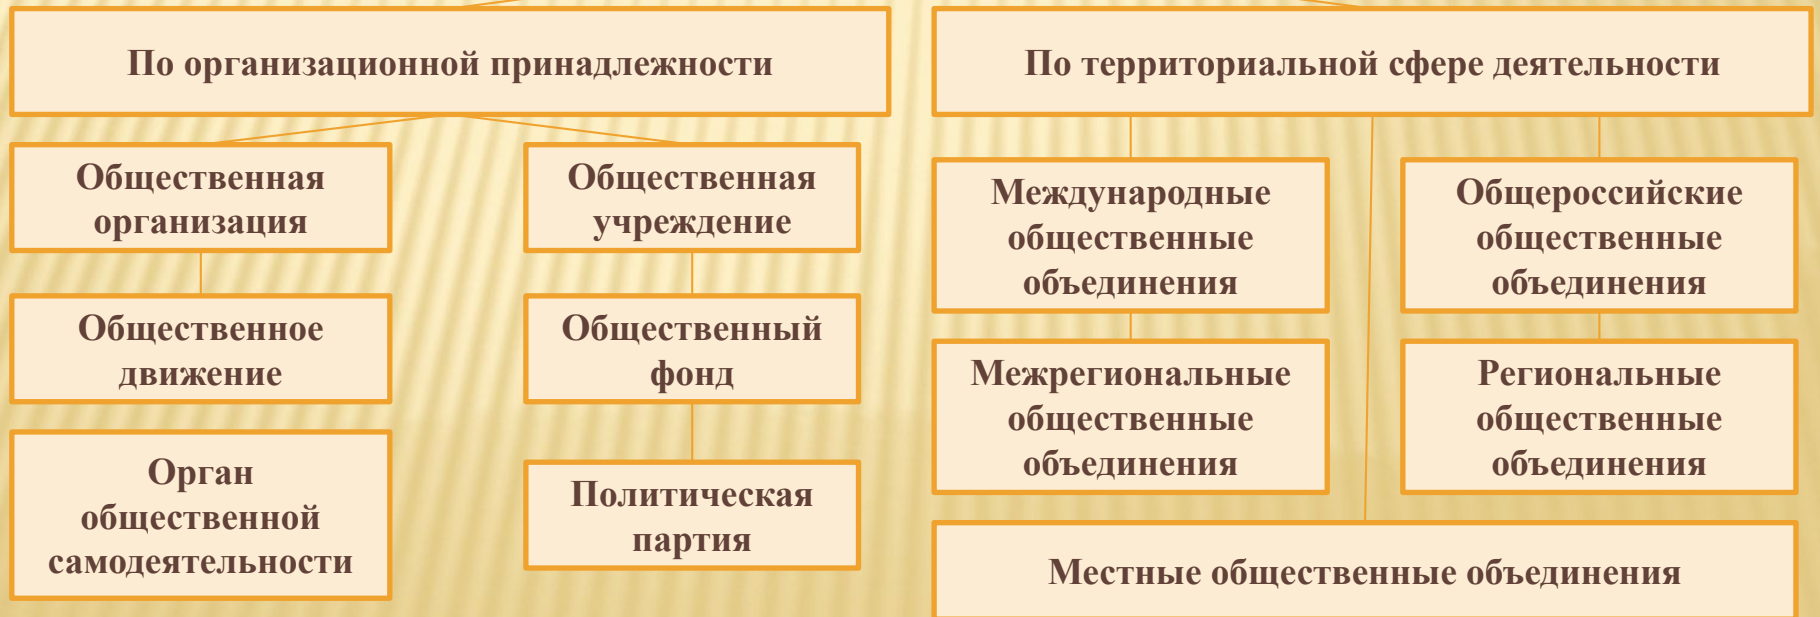 По организационной принадлежности
Общественная
организация
Общественная
учреждение
Общественное
движение
Общественный
фонд
Орган
общественной
самодеятельности
Политическая
партия
По территориальной сфере деятельности
Международные
общественные
объединения
Общероссийские
общественные
объединения
Межрегиональные
общественные
объединения
Региональные
общественные
объединения
Местные общественные объединения